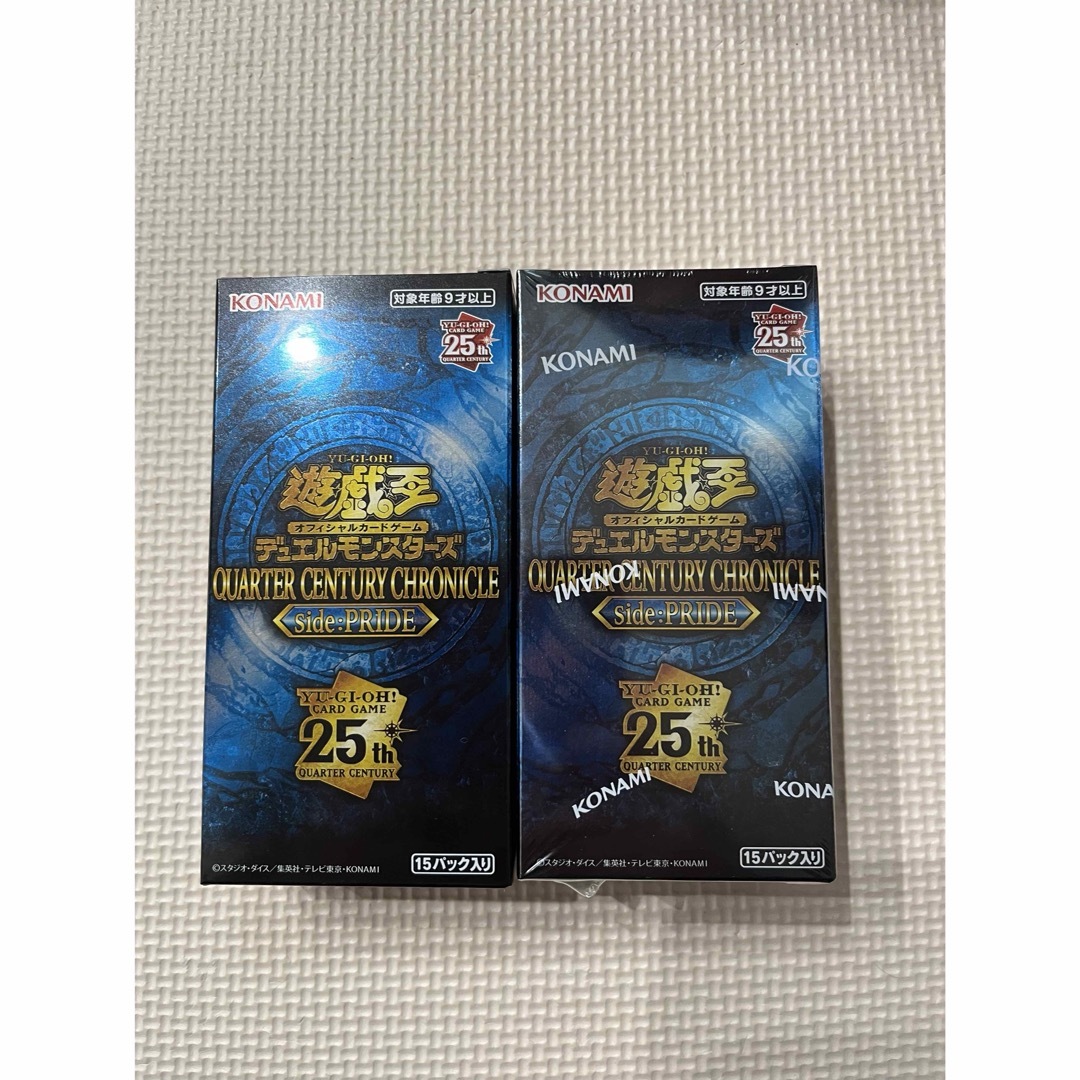 KONAMI
対象年齢9才以上
YU-GI-OH!
CARD GAME
25th
QUARTER CENTURY
YU-GI-OH!
遊戯王
オフィシャルカードゲーム
デュエルモンスターズ
QUARTER CENTURY CHRONICLE
side:PRIDE
YU-GI-OH!
CARD GAME
25th
QUARTER CENTURY
©スタジオ・ダイス/集英社・テレビ東京・KONAMI
15パック入り
KONAMI
対象年齢9才以上
YU-GI-OH!
CARD GAME
25th
QUARTER CENTURY
KONAMI
KO
YU-GI-OH!
遊戯王
オフィシャルカードゲーム
デュエルモンスターズ
QUARTER CENTURY CHRONICLE
KONAMI
NAMI
side:PRIDE
YU-GI-OH!
CARD GAME
25th
QUARTER CENTURY
KONAMI
KONA
©スタジオ・ダイス/集英社・テレビ東京・KONAMI
15パック入り